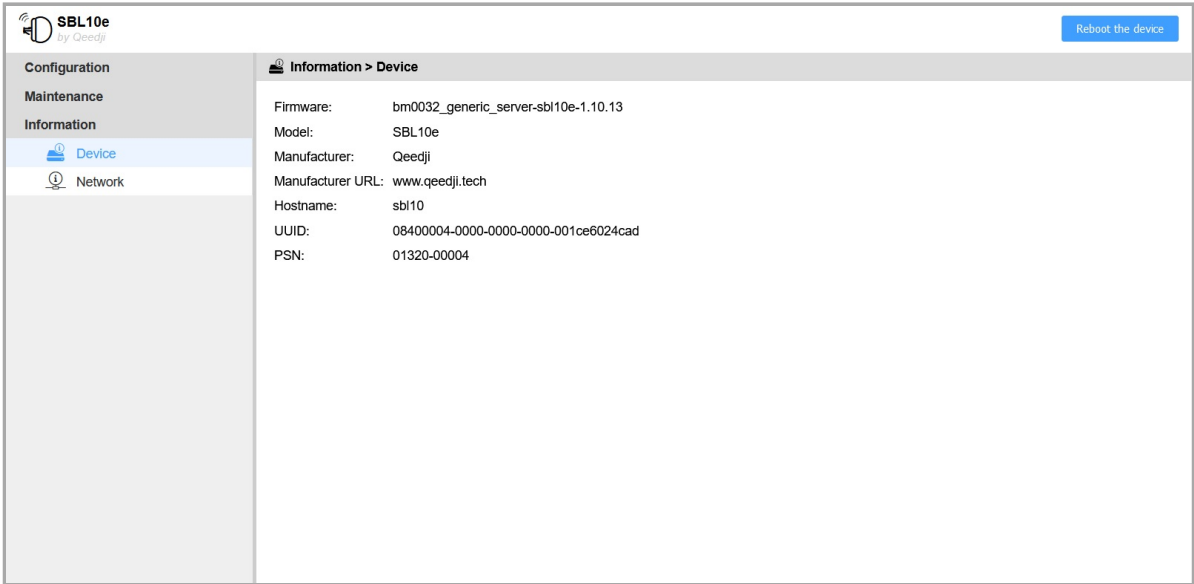 SBL10e
by Qeedji
Reboot the device
Configuration
Maintenance
Information
Device
Network
Information > Device
Firmware: bm0032_generic_server-sbl10e-1.10.13
Model: SBL10e
Manufacturer: Qeedji
Manufacturer URL: www.qeedji.tech
Hostname: sbl10
UUID: 08400004-0000-0000-0000-001ce6024cad
PSN: 01320-00004